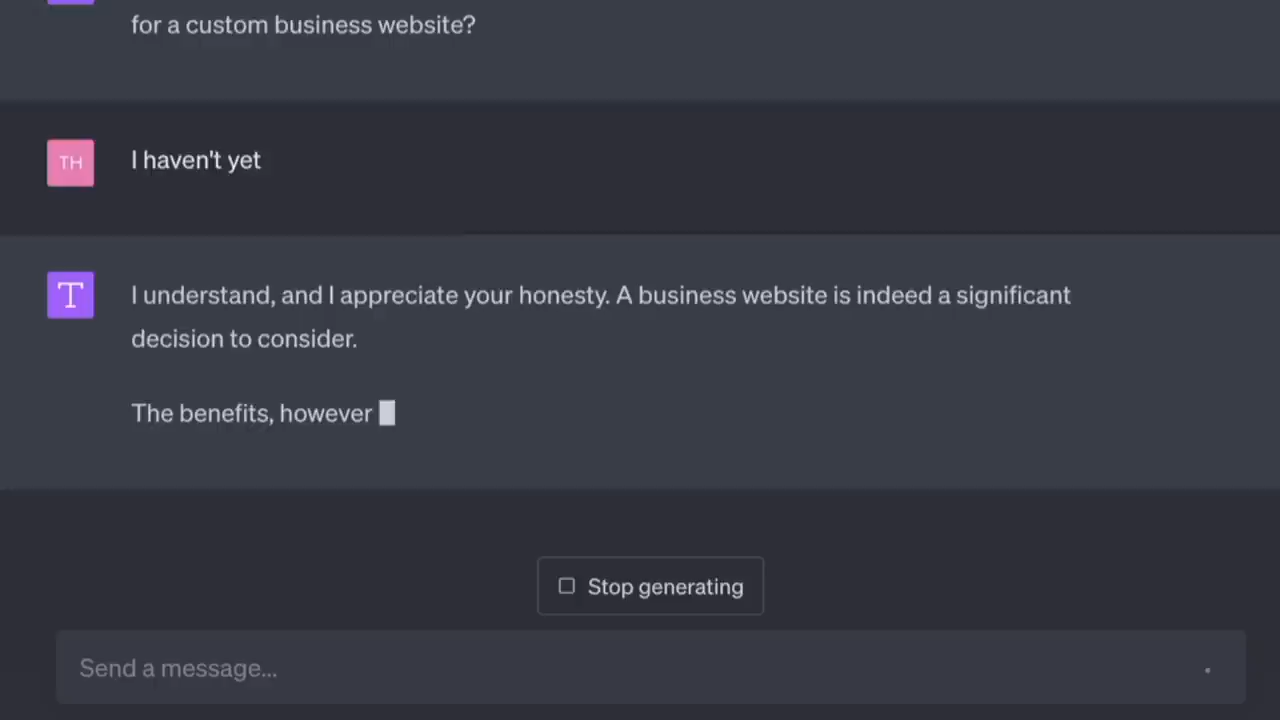 for a custom business website?
TH
I haven't yet
T
I understand, and I appreciate your honesty. A business website is indeed a significant
decision to consider.
The benefits, however
Stop generating
Send a message...